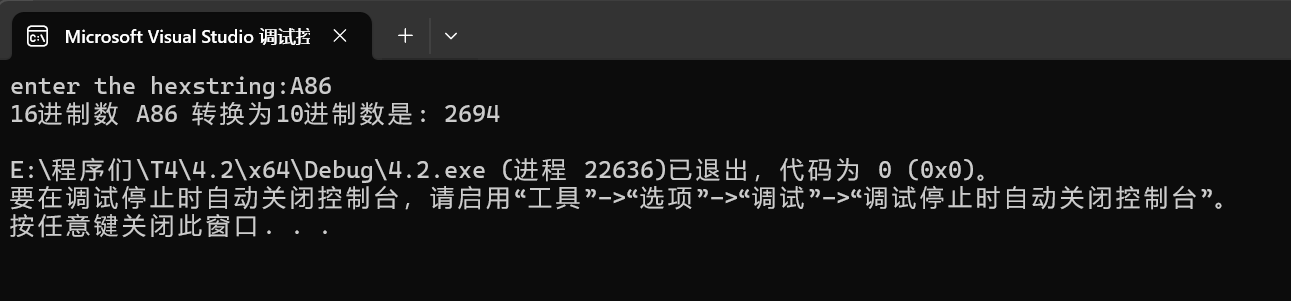 Microsoft Visual Studio 调试控
enter the hexstring:A86
16进制数 A86 转换为10进制数是: 2694
E:\程序们\T4\4.2\x64\Debug\4.2.exe (进程 22636)已退出，代码为 0 (0x0)。
要在调试停止时自动关闭控制台，请启用“工具”->“选项”->“调试”->“调试停止时自动关闭控制台”。
按任意键关闭此窗口. . .